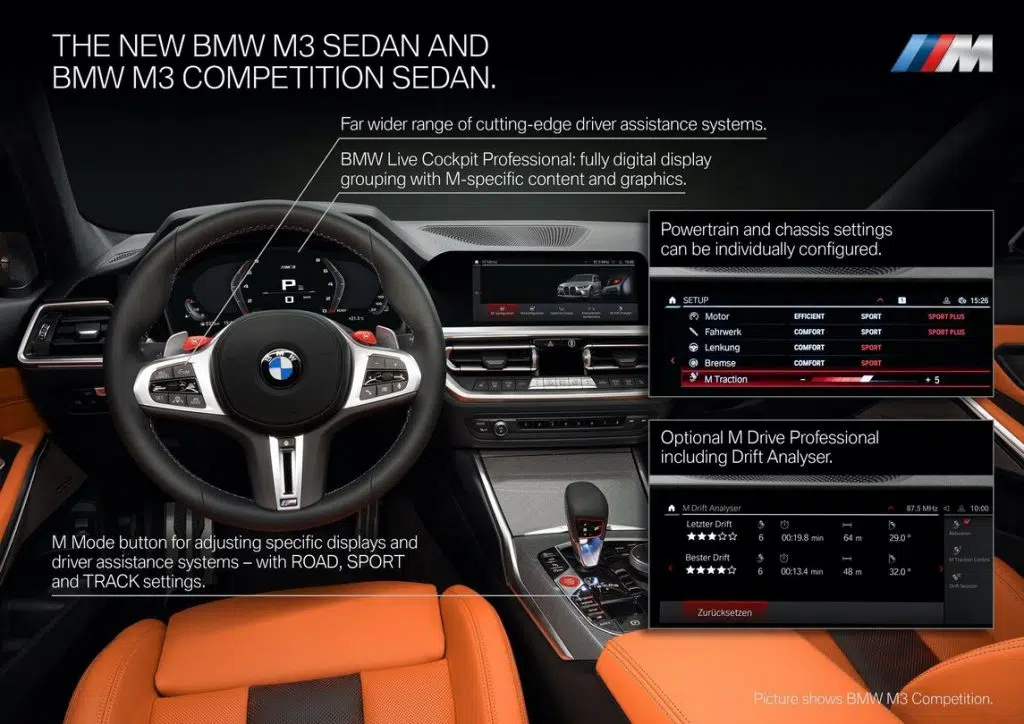 THE NEW BMW M3 SEDAN AND
BMW M3 COMPETITION SEDAN.
M
Far wider range of cutting-edge driver assistance systems.
BMW Live Cockpit Professional: fully digital display
grouping with M-specific content and graphics.
Powertrain and chassis settings
can be individually configured.
SETUP 1 15:26
Motor EFFICIENT SPORT SPORT PLUS
Fahrwerk COMFORT SPORT SPORT PLUS
Lenkung COMFORT SPORT
Bremse COMFORT SPORT
M Traction − + 5
Optional M Drive Professional
including Drift Analyser.
M Drift Analyser 87.5 MHz 10:00
Letzter Drift
6 00:19.8 min 64 m 29.0 °
Bester Drift
6 00:13.4 min 48 m 32.0 °
M Traction Control
Zurücksetzen
P
0
BMW
M Mode button for adjusting specific displays and
driver assistance systems – with ROAD, SPORT
and TRACK settings.
Picture shows BMW M3 Competition.